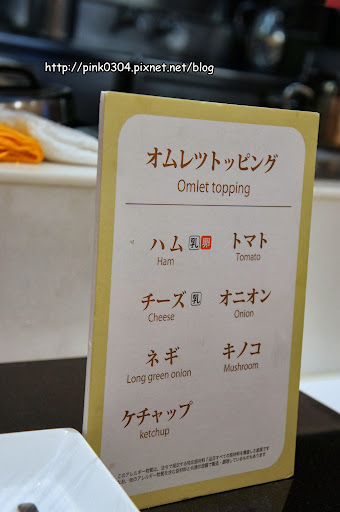 http://pink0304.pixnet.net/blog
オムレツトッピング
Omlet topping
ハム 乳 卵 トマト
Ham Tomato
チーズ 乳 オニオン
Cheese Onion
ネギ キノコ
Long green onion Mushroom
ケチャップ
ketchup